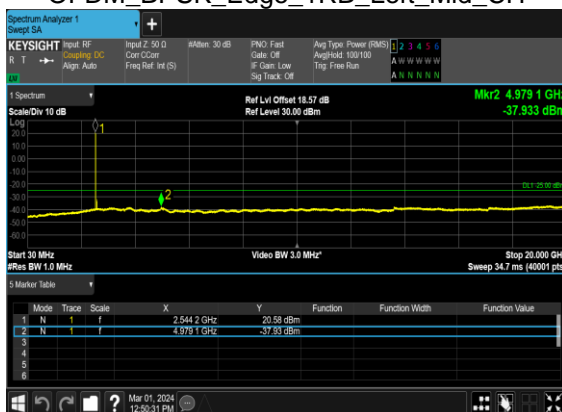 Spectrum Analyzer 1
Swept SA
+
KEYSIGHT Input: RF Input Z: 50 Ω #Atten: 30 dB PNO: Fast Avg Type: Power (RMS) 1 2 3 4 5 6
R T Coupling: DC Corr CCorr Gate: Off Avg|Hold: 100/100 A W W W W W
Align: Auto Freq Ref: Int (S) IF Gain: Low Trig: Free Run
LXI Sig Track: Off A N N N N N
1 Spectrum
Scale/Div 10 dB Ref Lvl Offset 18.57 dB Mkr2 4.979 1 GHz
Ref Level 30.00 dBm -37.933 dBm
Log
20.0
10.0
0.00
-10.0
-20.0
-30.0
-40.0
-50.0
-60.0
1
2
DL1 -25.00 dBm
Start 30 MHz Video BW 3.0 MHz* Stop 20.000 GHz
#Res BW 1.0 MHz Sweep 34.7 ms (40001 pts)
5 Marker Table
Mode Trace Scale X Y Function Function Width Function Value
1 N 1 f 2.544 2 GHz 20.58 dBm
2 N 1 f 4.979 1 GHz -37.93 dBm
3
4
5
6
? Mar 01, 2024
12:50:31 PM